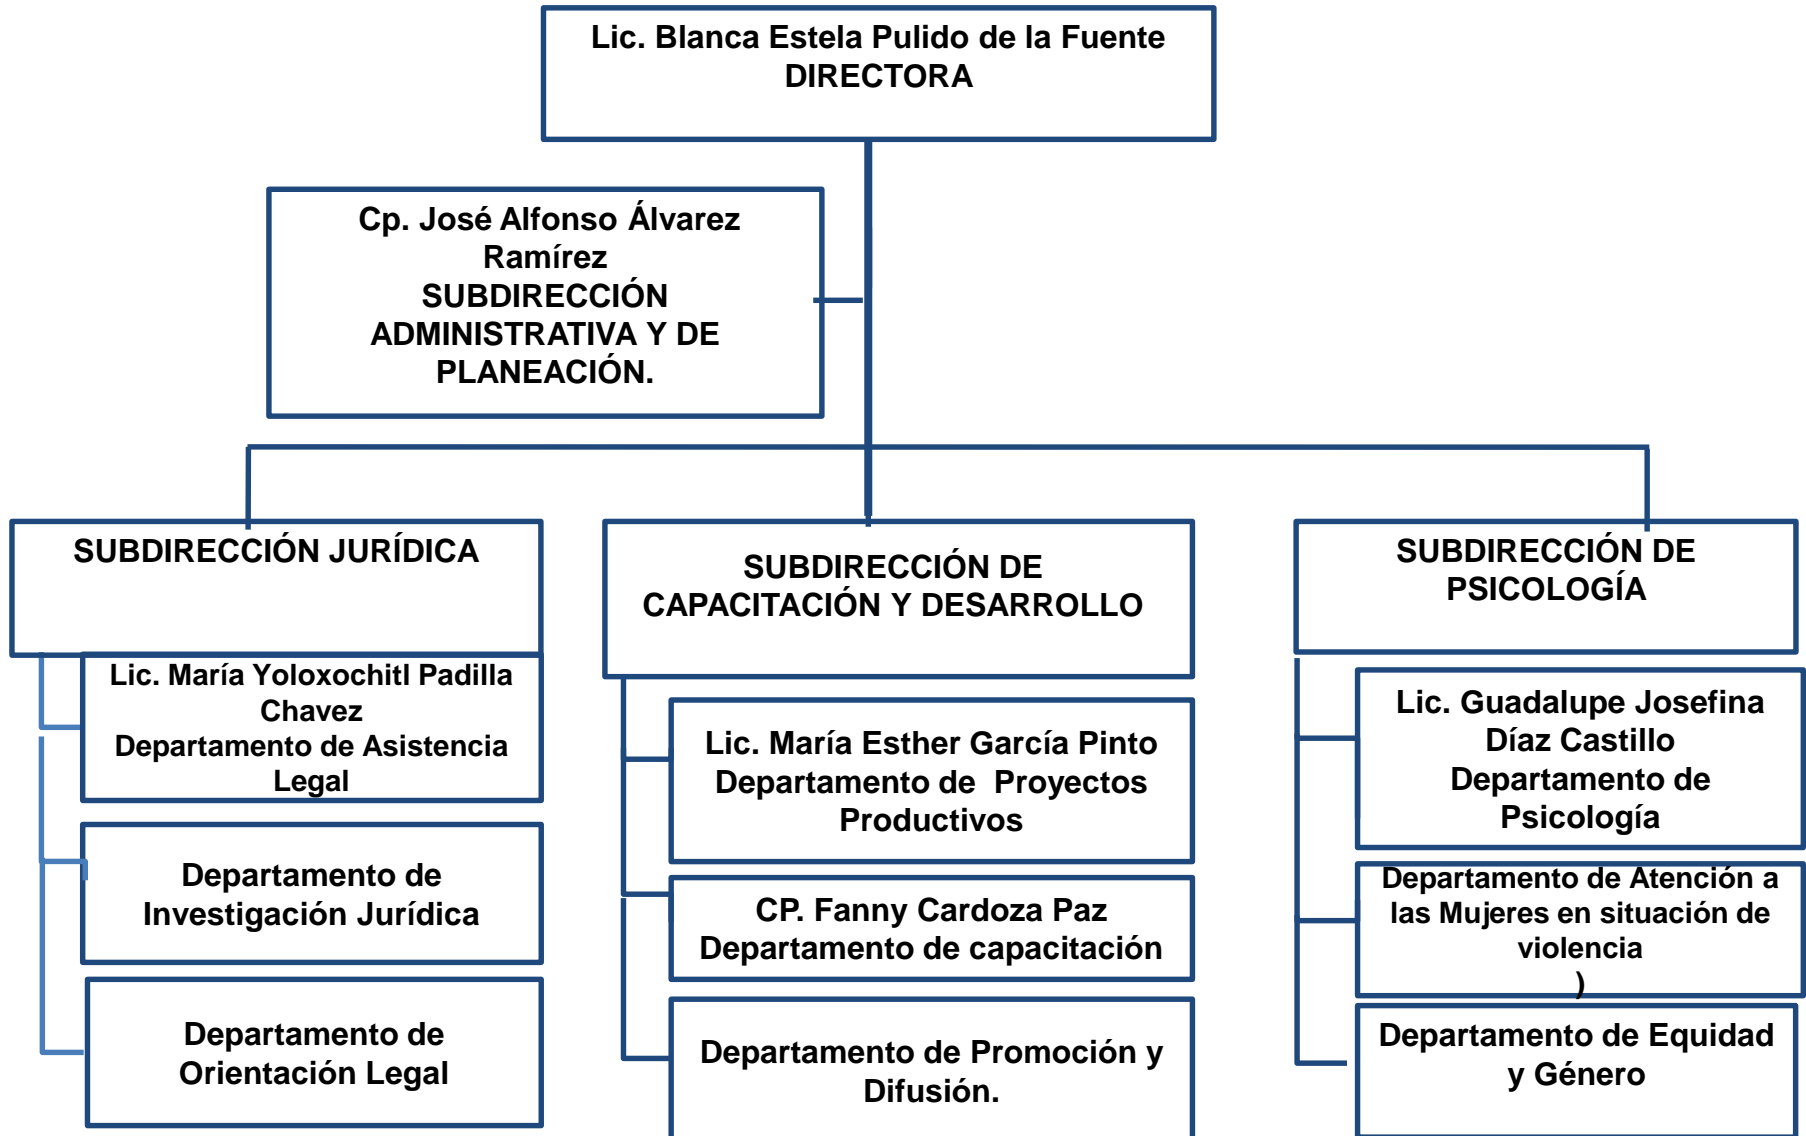 Lic. Blanca Estela Pulido de la Fuente
DIRECTORA
Cp. José Alfonso Álvarez
Ramírez
SUBDIRECCIÓN
ADMINISTRATIVA Y DE
PLANEACIÓN.
SUBDIRECCIÓN JURÍDICA
Lic. María Yoloxochitl Padilla
Chavez
Departamento de Asistencia
Legal
Departamento de
Investigación Jurídica
Departamento de
Orientación Legal
SUBDIRECCIÓN DE
CAPACITACIÓN Y DESARROLLO
Lic. María Esther García Pinto
Departamento de Proyectos
Productivos
CP. Fanny Cardoza Paz
Departamento de capacitación
Departamento de Promoción y
Difusión.
SUBDIRECCIÓN DE
PSICOLOGÍA
Lic. Guadalupe Josefina
Díaz Castillo
Departamento de
Psicología
Departamento de Atención a
las Mujeres en situación de
violencia
)
Departamento de Equidad
y Género